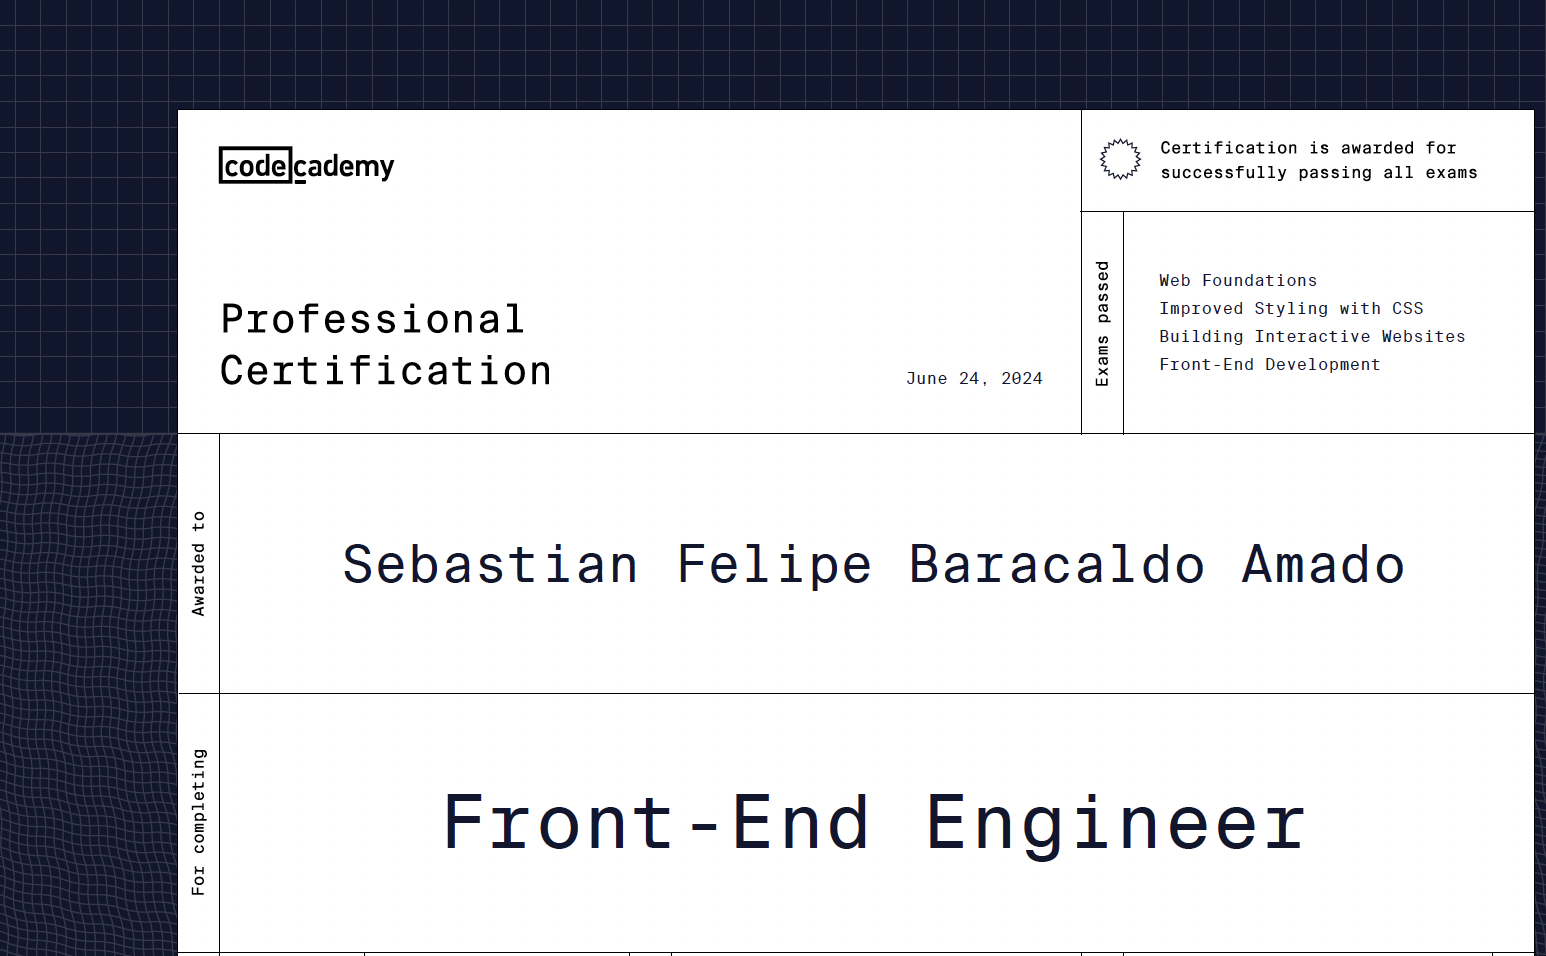 codecademy
Certification is awarded for
successfully passing all exams
Professional
Certification
June 24, 2024
Exams passed
Web Foundations
Improved Styling with CSS
Building Interactive Websites
Front-End Development
Awarded to
Sebastian Felipe Baracaldo Amado
For completing
Front-End Engineer